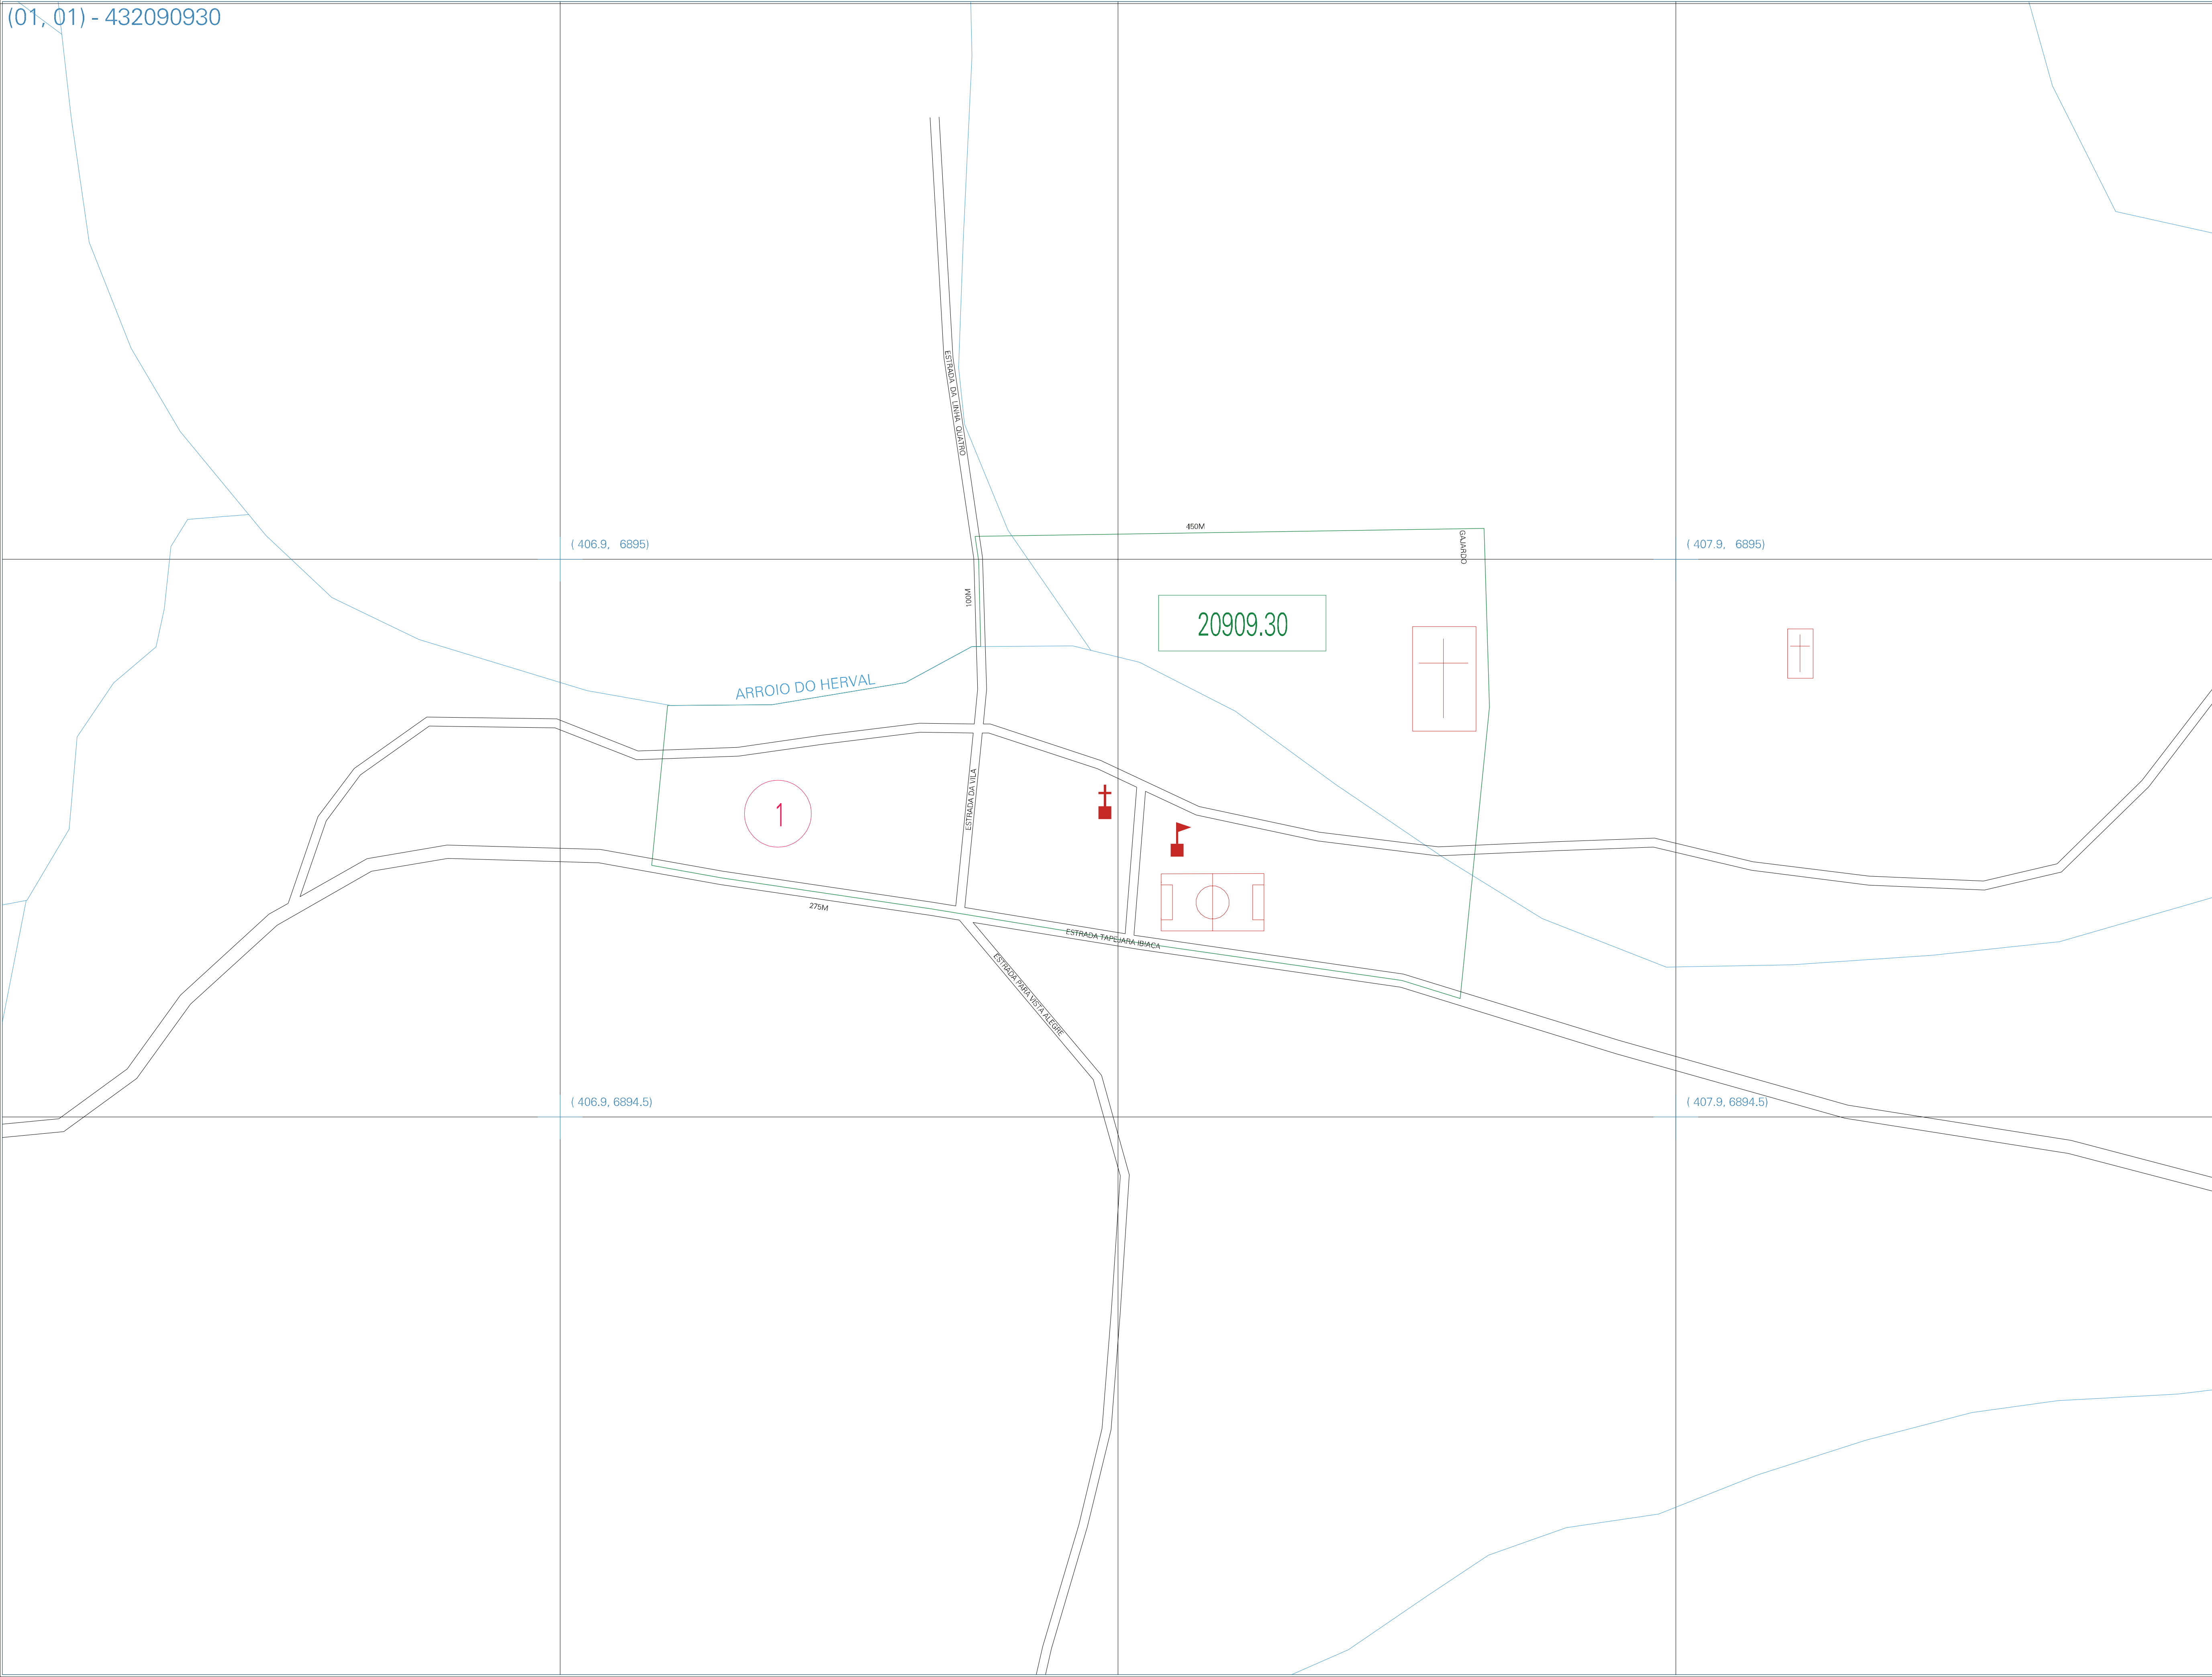 (01, 01) - 432090930
ESTRADA DA LINHA QUATRO
450M
GAJARDO
( 406.9, 6895)
( 407.9, 6895)
100M
20909.30
ARROIO DO HERVAL
ESTRADA DA VILA
1
275M
ESTRADA TAPEJARA IBIACA
ESTRADA PARA VISTA ALEGRE
( 406.9, 6894.5)
( 407.9, 6894.5)